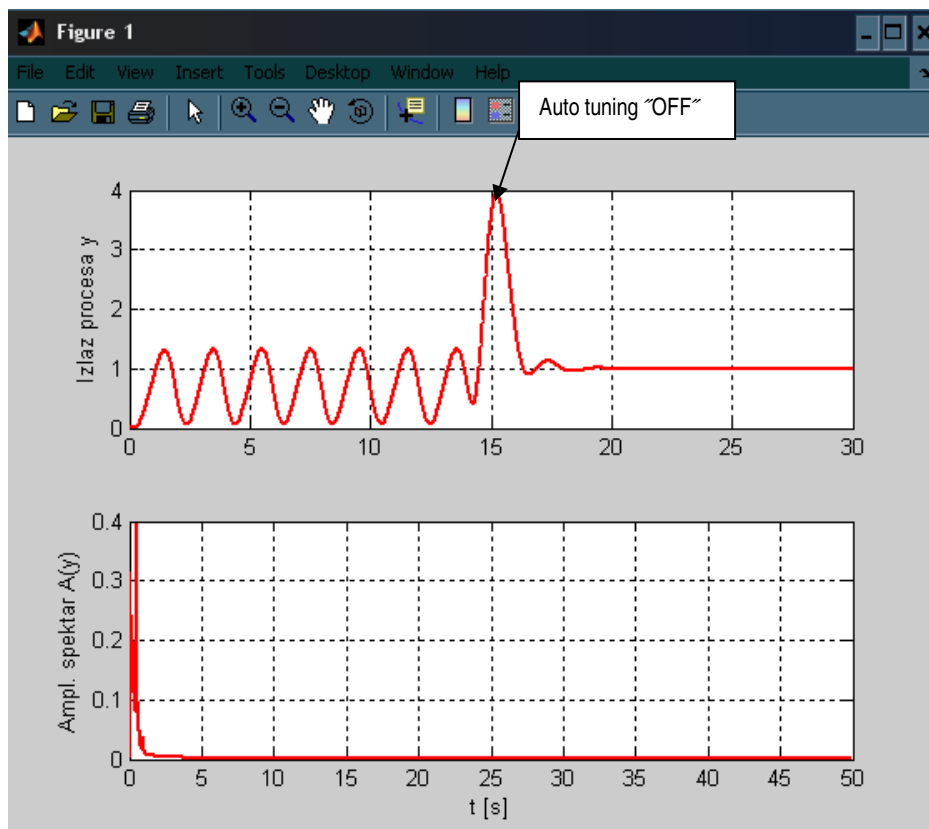 Figure 1
File Edit View Insert Tools Desktop Window Help
Auto tuning ˝OFF˝
Izlaz procesa y
4
3
2
1
0
0 5 10 15 20 25 30
Ampl. spektar A(y)
0.4
0.3
0.2
0.1
0
0 5 10 15 20 25 30 35 40 45 50
t [s]